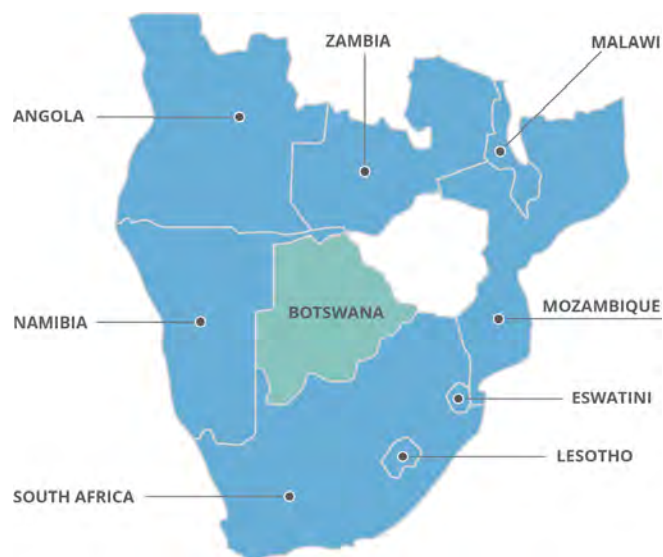 ZAMBIA
MALAWI
ANGOLA
BOTSWANA
MOZAMBIQUE
NAMIBIA
ESWATINI
LESOTHO
SOUTH AFRICA